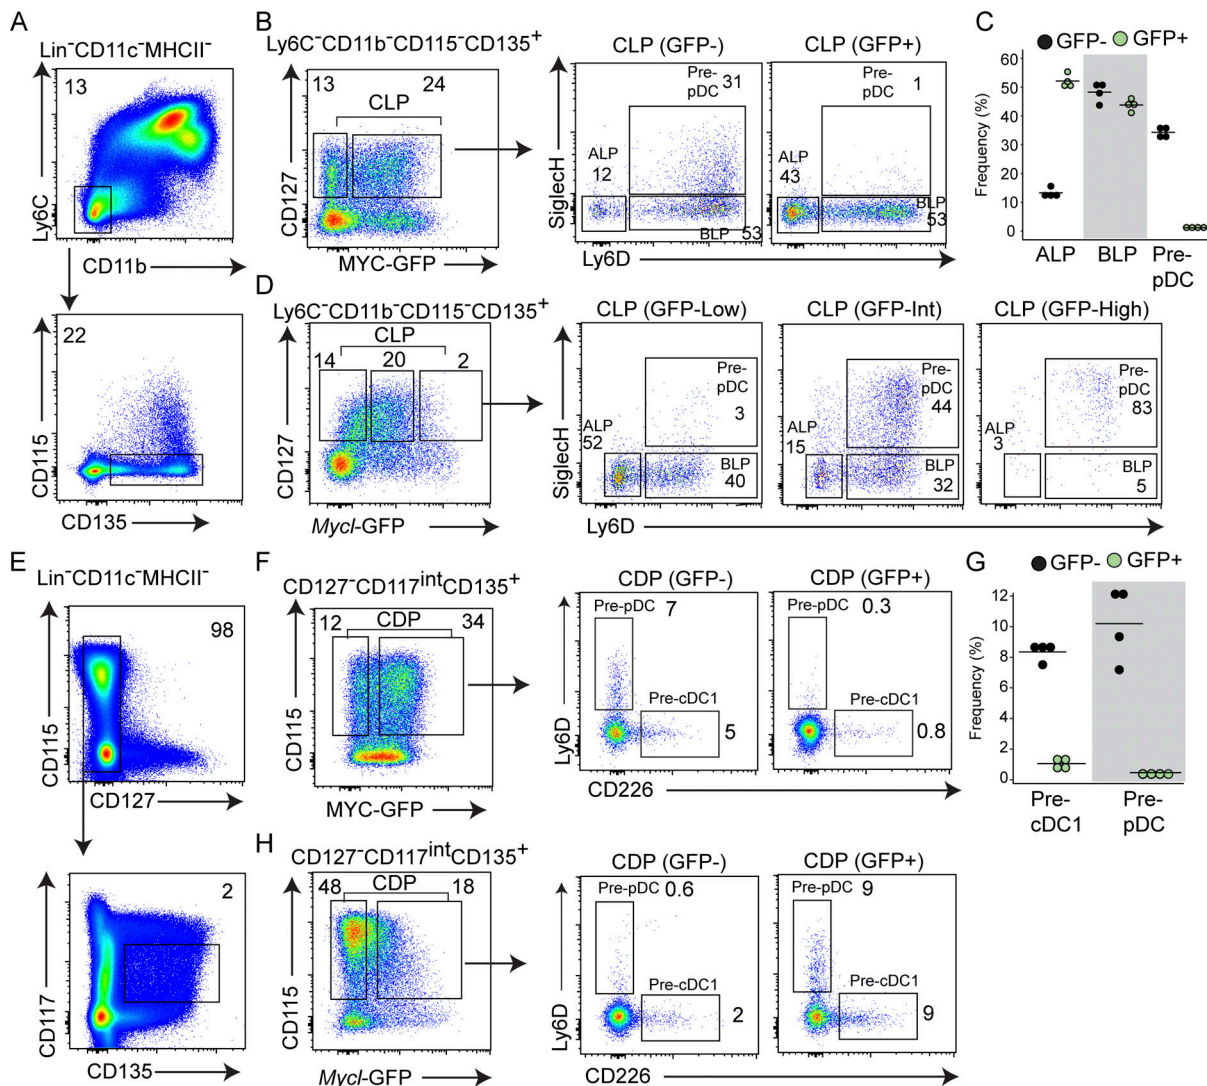 A
Lin⁻CD11c⁻MHCII⁻
13
Ly6C
CD11b
22
CD115
CD135
B
Ly6C⁻CD11b⁻CD115⁻CD135⁺
13
24
CLP
CD127
MYC-GFP
CLP (GFP-)
Pre-
pDC 31
ALP
12
BLP 53
SiglecH
Ly6D
CLP (GFP+)
Pre-
pDC 1
ALP
43
BLP
53
C
GFP- GFP+
60
50
40
30
20
10
0
Frequency (%)
ALP
BLP
Pre-
pDC
D
Ly6C⁻CD11b⁻CD115⁻CD135⁺
CLP
14
20
2
CD127
Mycl-GFP
CLP (GFP-Low)
Pre-
pDC
3
ALP
52
BLP
40
SiglecH
Ly6D
CLP (GFP-Int)
Pre-
pDC
44
ALP
15
BLP
32
CLP (GFP-High)
Pre-
pDC
83
ALP
3
BLP
5
E
Lin⁻CD11c⁻MHCII⁻
98
CD115
CD127
2
CD117
CD135
F
CD127⁻CD117ⁱⁿᵗCD135⁺
12
CDP
34
CD115
MYC-GFP
CDP (GFP-)
Pre-pDC 7
Pre-cDC1
5
Ly6D
CD226
CDP (GFP+)
Pre-pDC 0.3
Pre-cDC1
0.8
G
GFP- GFP+
12
10
8
6
4
2
0
Frequency (%)
Pre-
cDC1
Pre-
pDC
H
CD127⁻CD117ⁱⁿᵗCD135⁺
48
CDP
18
CD115
Mycl-GFP
CDP (GFP-)
Pre-pDC 0.6
Pre-cDC1
2
Ly6D
CD226
CDP (GFP+)
Pre-pDC 9
Pre-cDC1
9